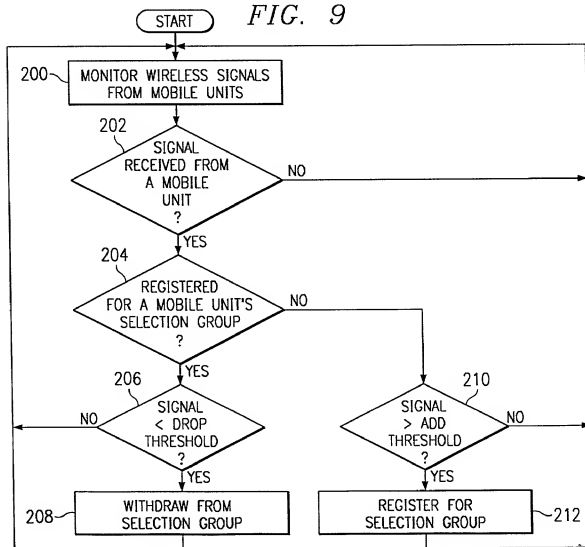 START
FIG. 9
200
MONITOR WIRELESS SIGNALS
FROM MOBILE UNITS
202
SIGNAL
RECEIVED FROM
A MOBILE
UNIT
?
NO
YES
204
REGISTERED
FOR A MOBILE UNIT'S
SELECTION GROUP
?
NO
YES
206
SIGNAL
< DROP
THRESHOLD
?
NO
YES
210
SIGNAL
> ADD
THRESHOLD
?
NO
YES
208
WITHDRAW FROM
SELECTION GROUP
REGISTER FOR
SELECTION GROUP
212